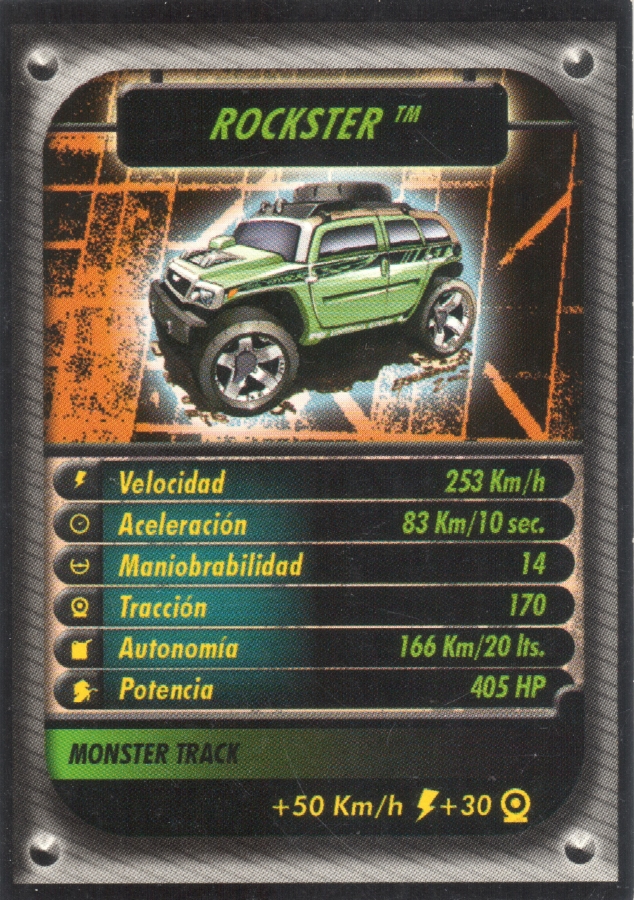 ROCKSTER ™
Velocidad 253 Km/h
Aceleración 83 Km/10 sec.
Maniobrabilidad 14
Tracción 170
Autonomía 166 Km/20 lts.
Potencia 405 HP
MONSTER TRACK
+50 Km/h +30